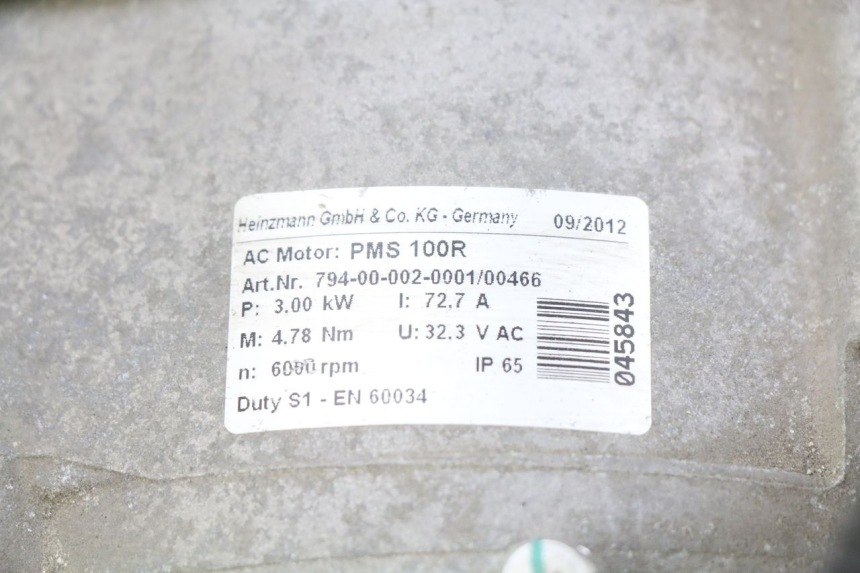 Heinzmann GmbH & Co. KG - Germany 09/2012
AC Motor: PMS 100R
Art.Nr. 794-00-002-0001/00466
P: 3.00 kW I: 72,7 A
M: 4.78 Nm U: 32.3 V AC
n: 6000 rpm IP 65
Duty S1 - EN 60034
045843